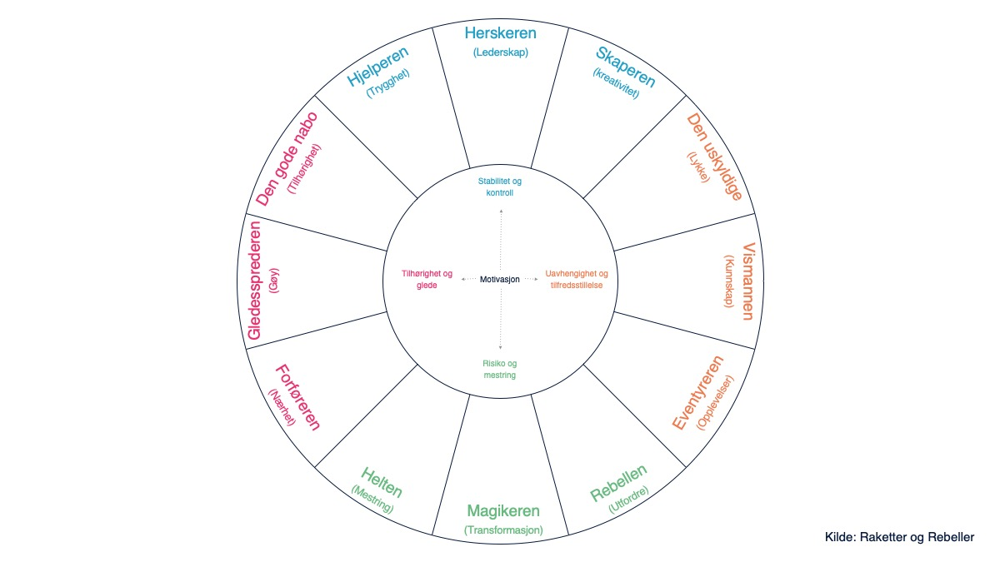 Herskeren
(Lederskap)
Skaperen
(kreativitet)
Den uskyldige
(Lykke)
Vismannen
(Kunnskap)
Eventyreren
(Opplevelser)
Rebellen
(Utfordre)
Magikeren
(Transformasjon)
Helten
(Mestring)
Forføreren
(Nærhet)
Gledessprederen
(Gøy)
Den gode nabo
(Tilhørighet)
Hjelperen
(Trygghet)
Stabilitet og
kontroll
Tilhørighet og
glede
Motivasjon
Uavhengighet og
tilfredsstillelse
Risiko og
mestring
Kilde: Raketter og Rebeller